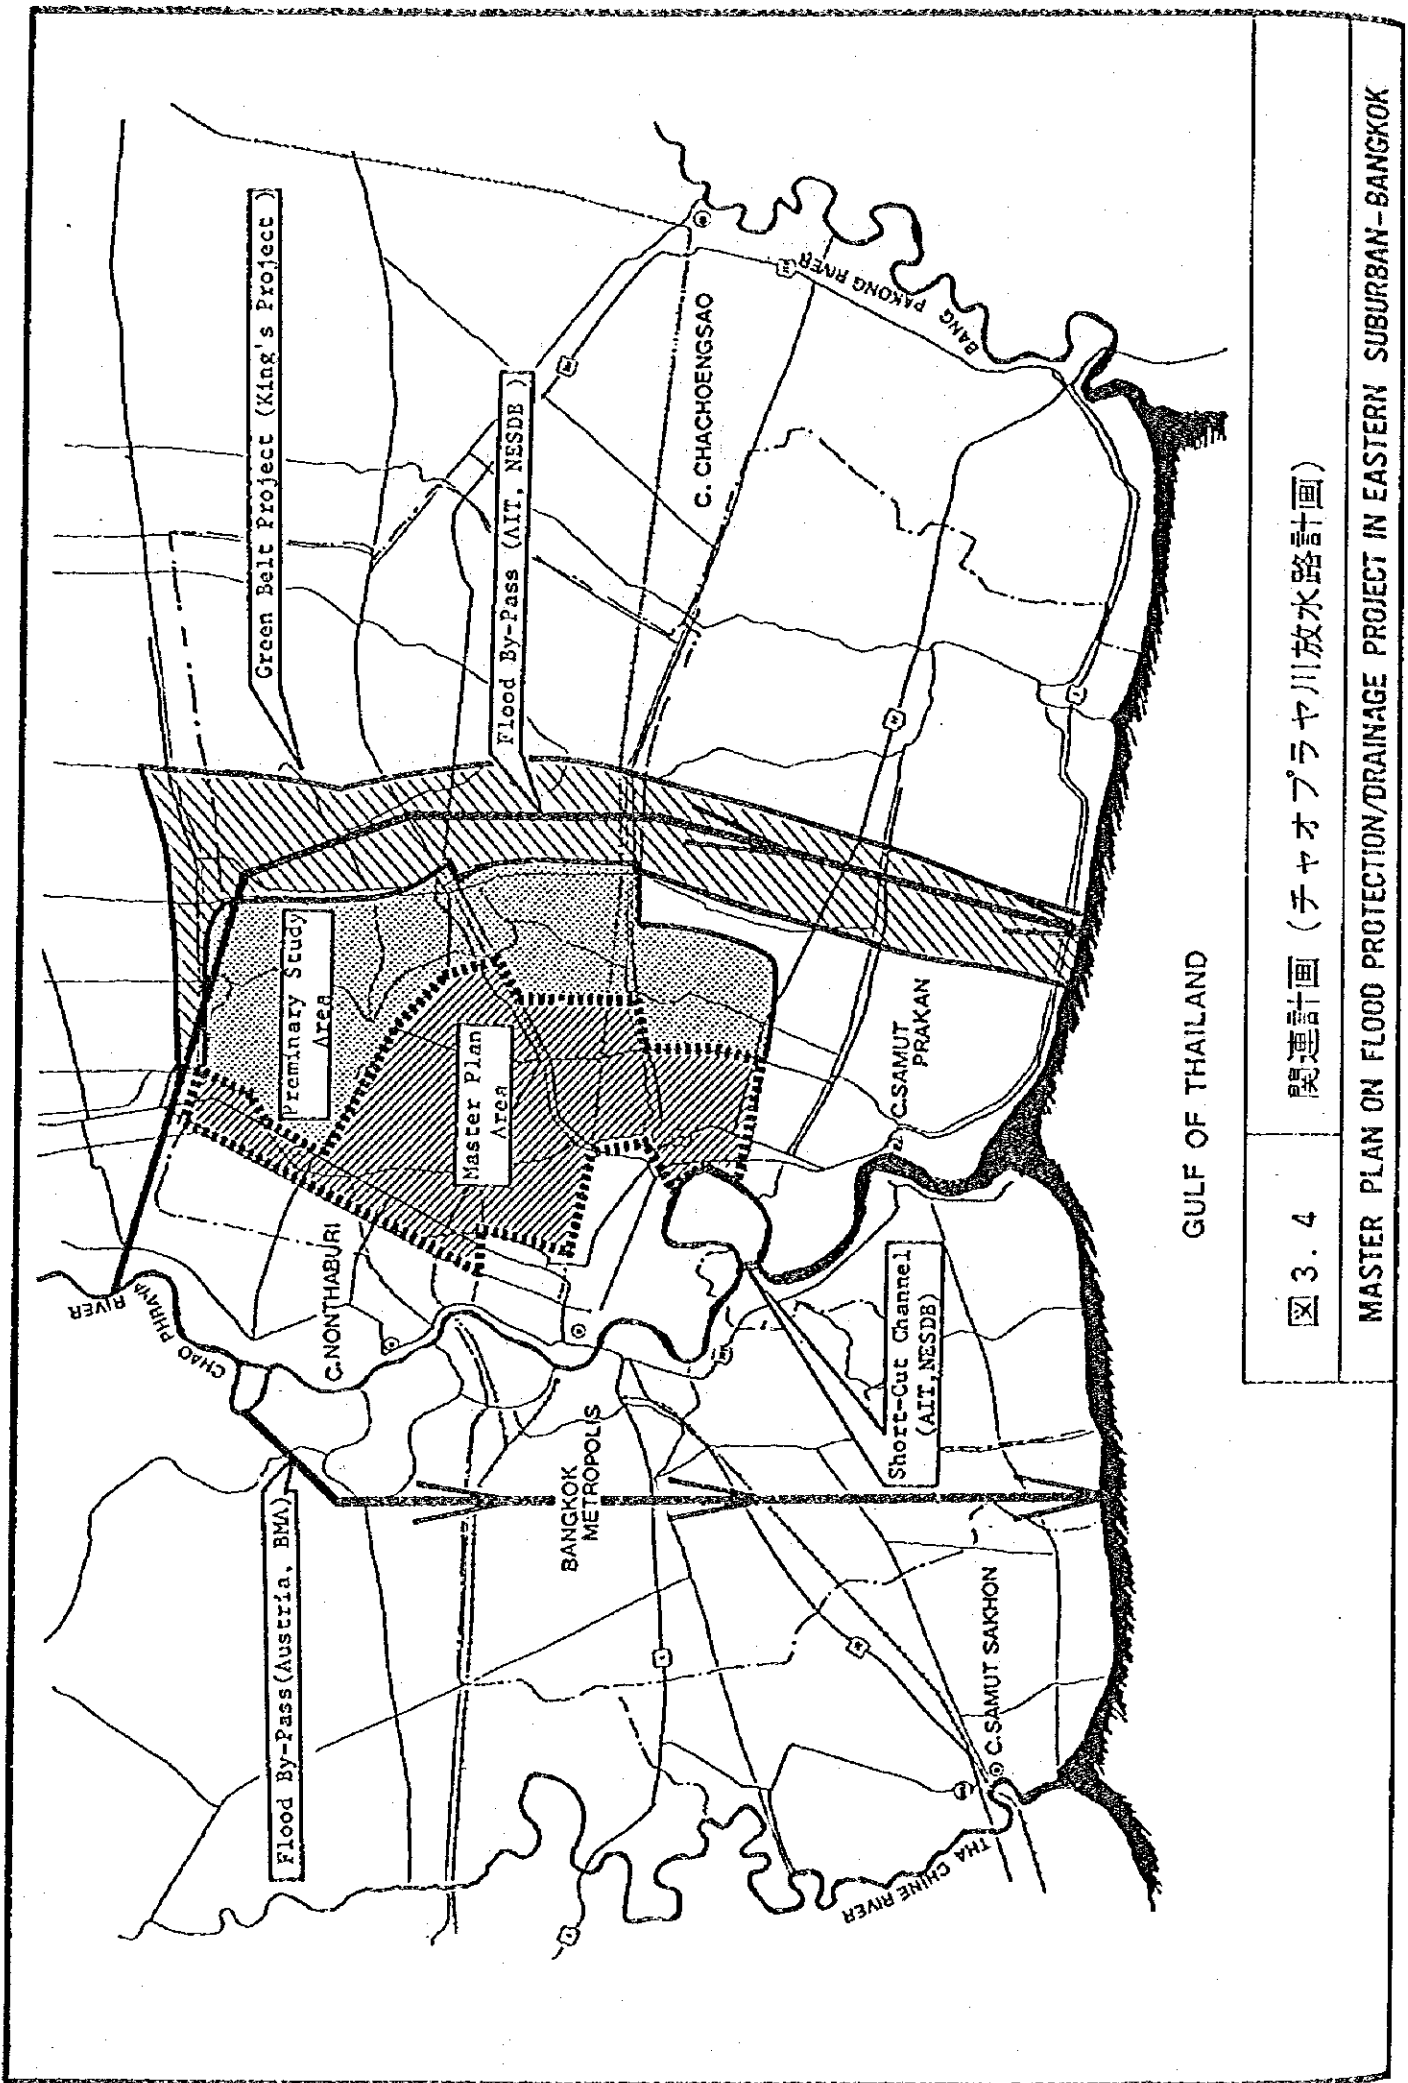 Green Belt Project (King's Project )
Flood By-Pass (AIT, NESDB )
Flood By-Pass(Austria, BMA)
Preminary Study
Area
Master Plan
Area
Short-Cut Channel
(AIT,NESDB)
CHAO PHRAYA
RIVER
C.NONTHABURI
BANGKOK
METROPOLIS
C. CHACHOENGSAO
BANG PAKONG RIVER
C.SAMUT
PRAKAN
C.SAMUT SAKHON
THA CHINE RIVER
GULF OF THAILAND
図 3.4
関連計画 (チャオプラヤ川放水路計画)
MASTER PLAN ON FLOOD PROTECTION/DRAINAGE PROJECT IN EASTERN SUBURBAN-BANGKOK